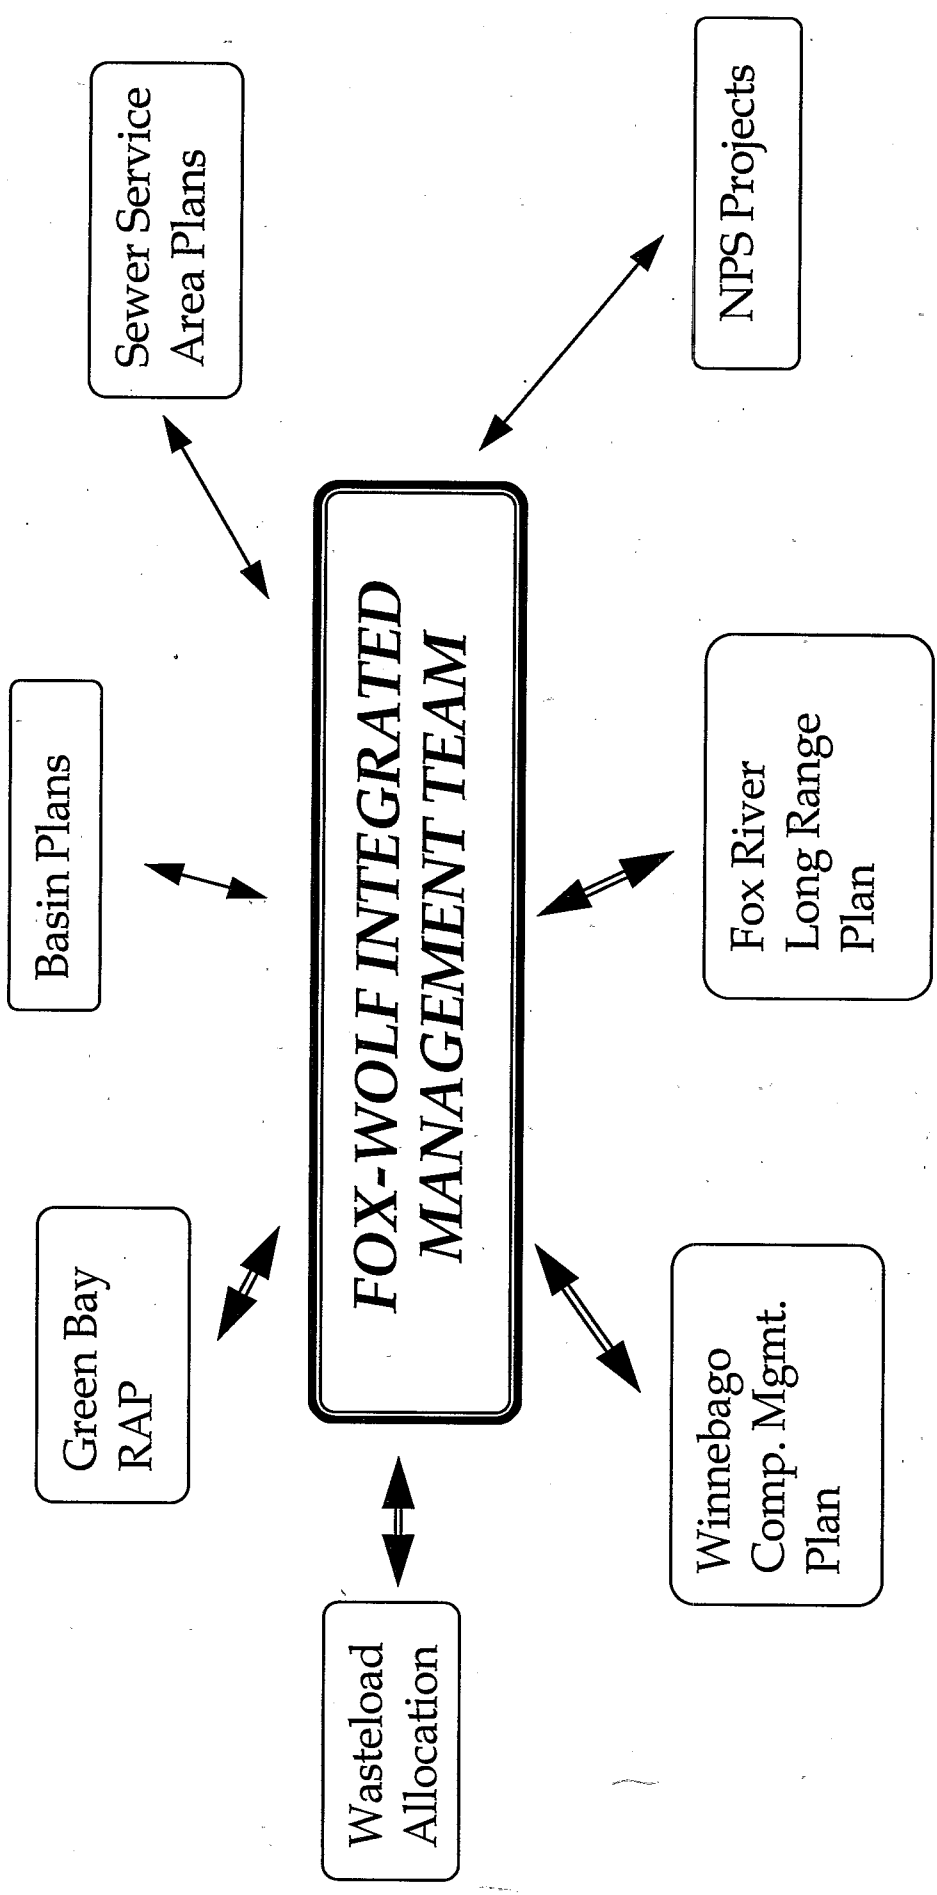 Green Bay
RAP
Basin Plans
Sewer Service
Area Plans
Wasteload
Allocation
FOX-WOLF INTEGRATED
MANAGEMENT TEAM
Winnebago
Comp. Mgmt.
Plan
Fox River
Long Range
Plan
NPS Projects